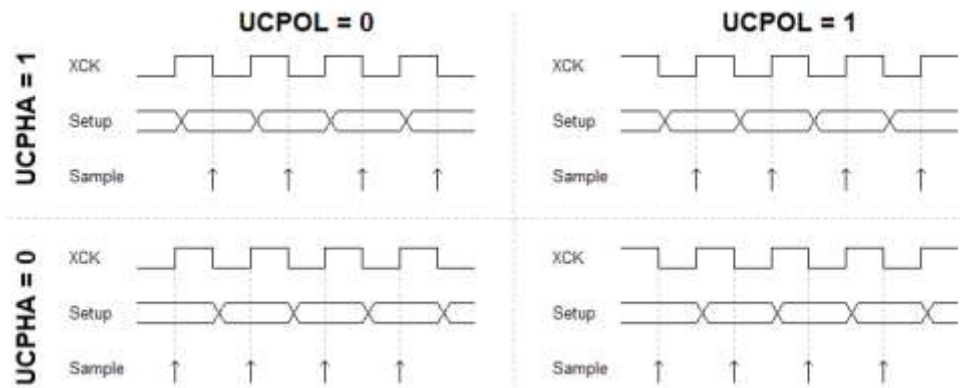 UCPOL = 0
UCPOL = 1
UCPHA = 1
XCK
Setup
Sample
XCK
Setup
Sample
UCPHA = 0
XCK
Setup
Sample
XCK
Setup
Sample